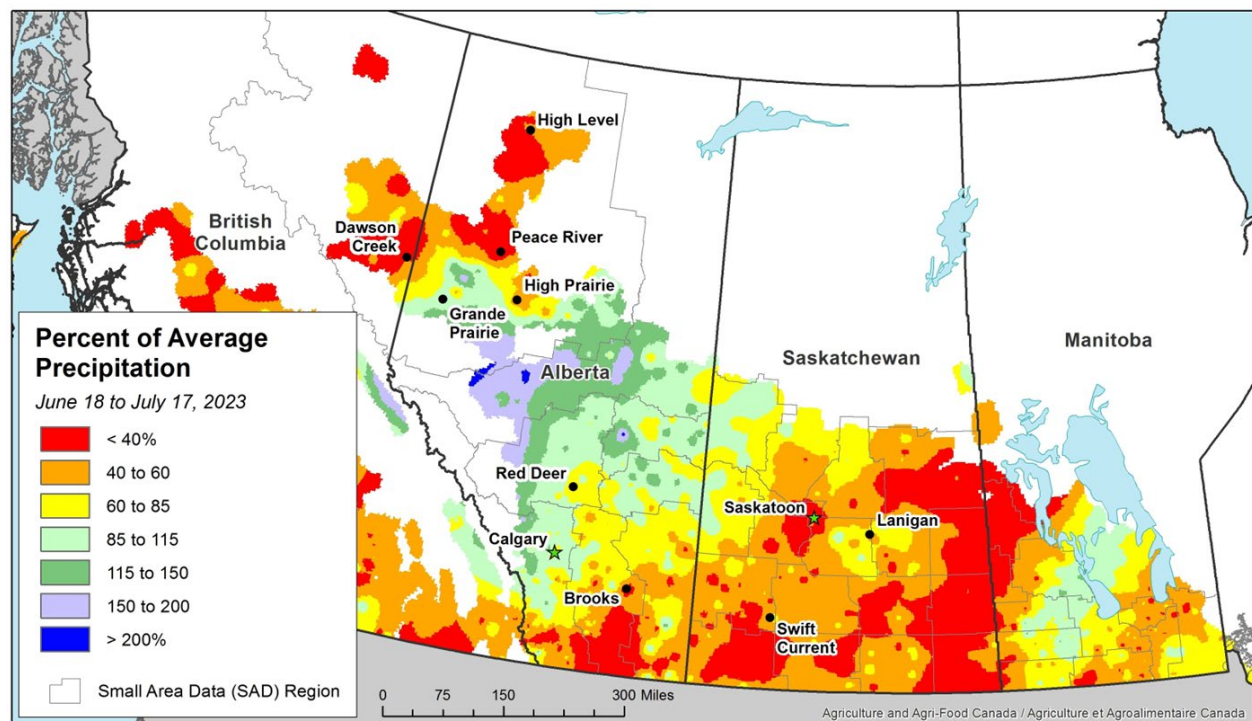 High Level
British
Columbia
Dawson
Creek
Peace River
High Prairie
Grande
Prairie
Alberta
Saskatchewan
Manitoba
Red Deer
Calgary
Brooks
Saskatoon
Lanigan
Swift
Current
Percent of Average
Precipitation
June 18 to July 17, 2023
< 40%
40 to 60
60 to 85
85 to 115
115 to 150
150 to 200
> 200%
Small Area Data (SAD) Region
0 75 150 300 Miles
Agriculture and Agri-Food Canada / Agriculture et Agroalimentaire Canada